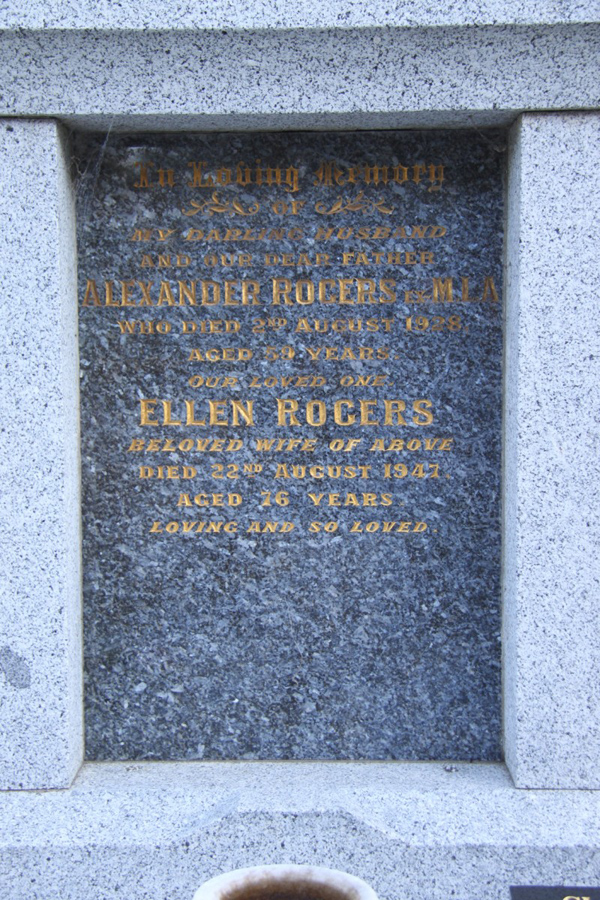 In Loving Memory
OF
MY DARLING HUSBAND
AND OUR DEAR FATHER
ALEXANDER ROGERS EX-M.L.A
WHO DIED 2ND AUGUST 1928.
AGED 59 YEARS.
OUR LOVED ONE.
ELLEN ROGERS
BELOVED WIFE OF ABOVE
DIED 22ND AUGUST 1947.
AGED 76 YEARS
LOVING AND SO LOVED.